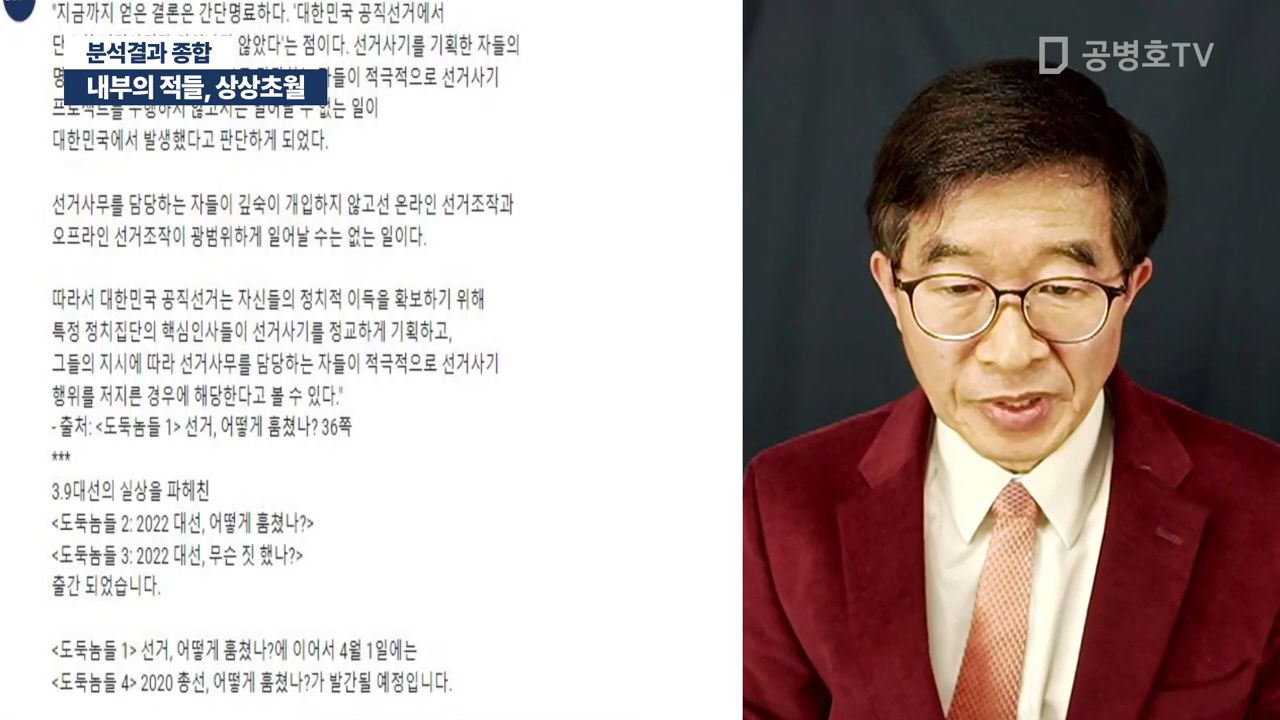 "지금까지 얻은 결론은 간단명료하다. '대한민국 공직선거에서
않았다'는 점이다. 선거사기를 기획한 자들의
자들이 적극적으로 선거사기
프로젝트를 수행하지 않고서는 일어날 수 없는 일이
대한민국에서 발생했다고 판단하게 되었다.
분석결과 종합
내부의 적들, 상상초월
선거사무를 담당하는 자들이 깊숙이 개입하지 않고선 온라인 선거조작과
오프라인 선거조작이 광범위하게 일어날 수는 없는 일이다.
따라서 대한민국 공직선거는 자신들의 정치적 이득을 확보하기 위해
특정 정치집단의 핵심인사들이 선거사기를 정교하게 기획하고,
그들의 지시에 따라 선거사무를 담당하는 자들이 적극적으로 선거사기
행위를 저지른 경우에 해당한다고 볼 수 있다."
- 출처: <도둑놈들 1> 선거, 어떻게 훔쳤나? 36쪽
***
3.9대선의 실상을 파헤친
<도둑놈들 2: 2022 대선, 어떻게 훔쳤나?>
<도둑놈들 3: 2022 대선, 무슨 짓 했나?>
출간 되었습니다.
<도둑놈들 1> 선거, 어떻게 훔쳤나?에 이어서 4월 1일에는
<도둑놈들 4> 2020 총선, 어떻게 훔쳤나?가 발간될 예정입니다.
공병호TV